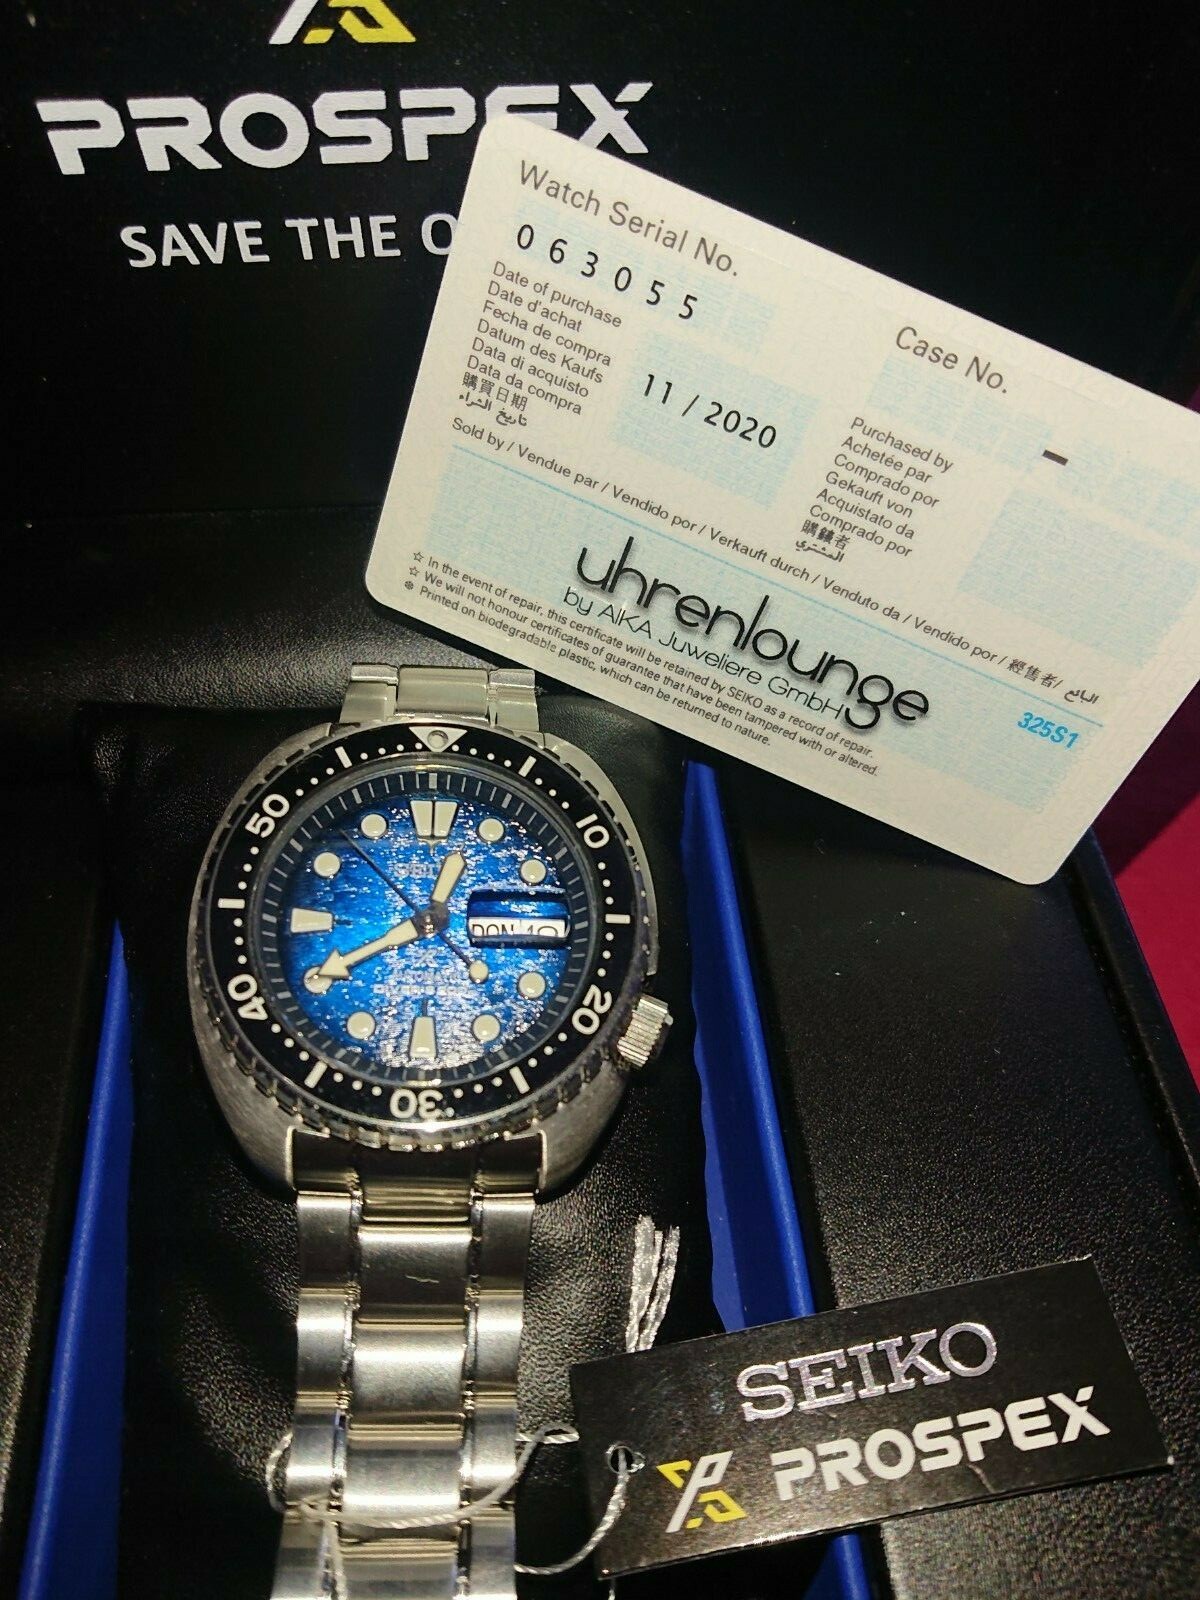 PROSPEX
SAVE THE O
Watch Serial No.
063055
Date of purchase
Date d'achat
Fecha de compra
Datum des Kaufs
Data di acquisto
Data da compra
購買日期
تاريخ الشراء
11 / 2020
Case No.
-
Purchased by
Achetée par
Comprado por
Gekauft von
Acquistato da
Comprado por
購買者
المشتري
Sold by / Vendue par / Vendido por / Verkauft durch / Venduto da / Vendido por / 經售者 / البائع
uhrenlounge
by AIKA Juweliere GmbH
☆ In the event of repair, this certificate will be retained by SEIKO as a record of repair.
☆ We will not honour certificates of guarantee that have been tampered with or altered.
❄ Printed on biodegradable plastic, which can be returned to nature.
325S1
50
10
40
20
30
SEIKO
DON
SEIKO
PROSPEX